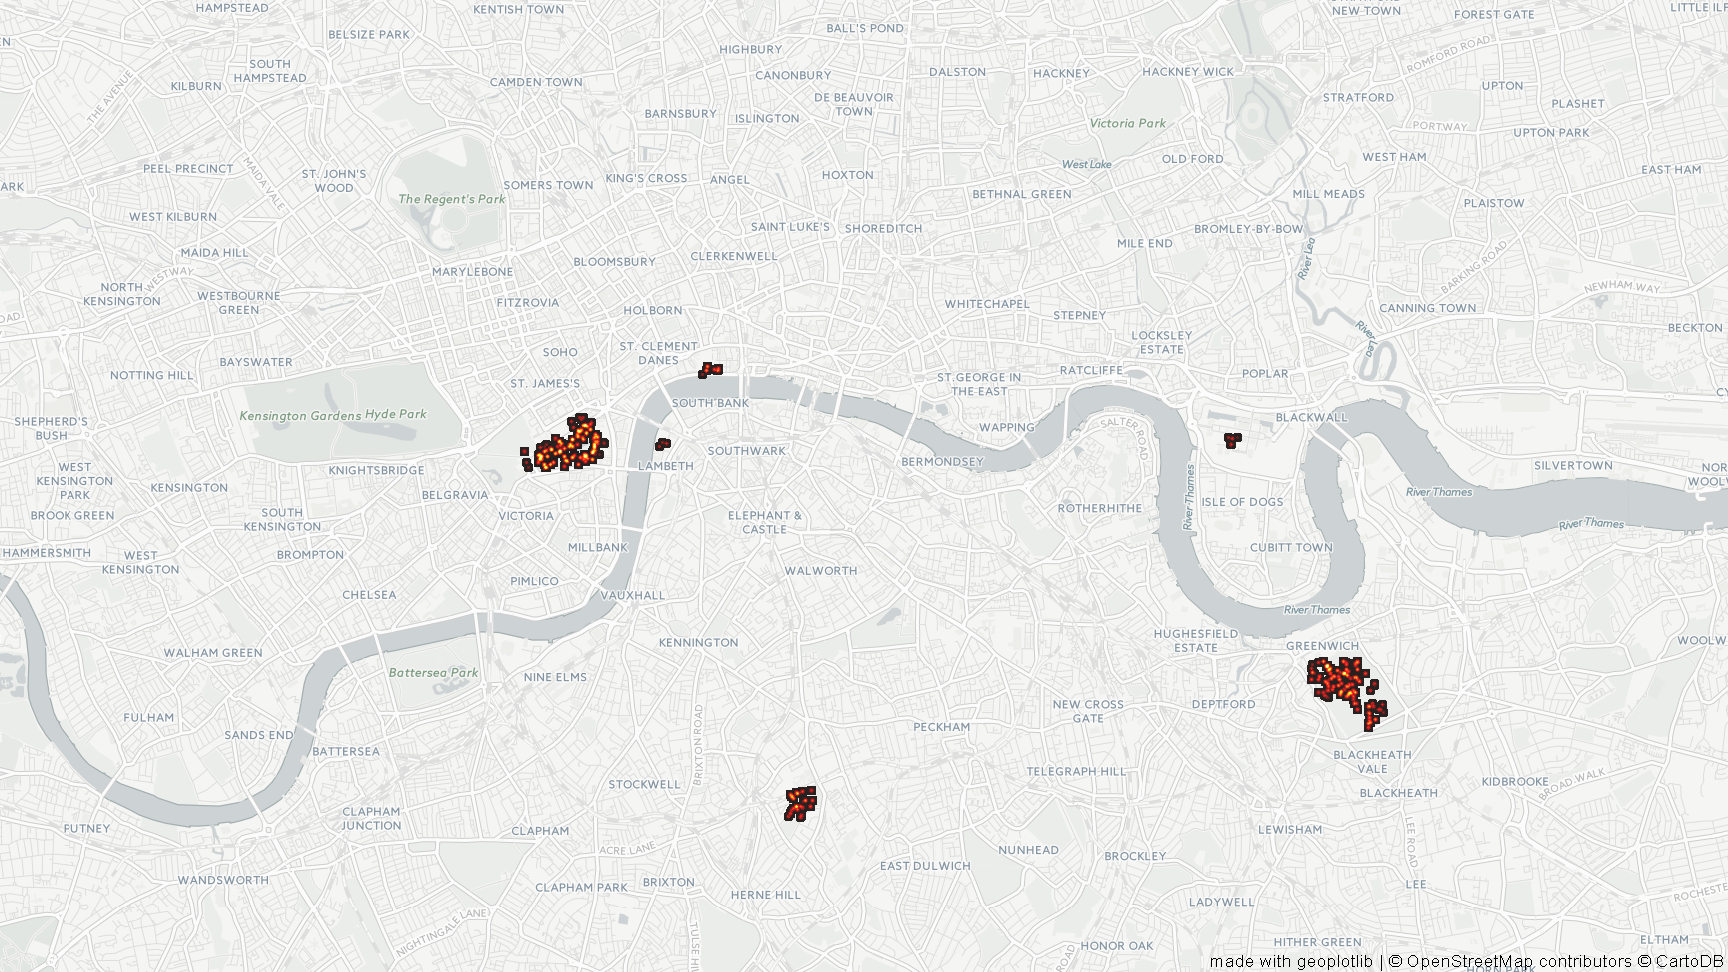 HAMPSTEAD
KENTISH TOWN
NEW TOWN
FOREST GATE
LITTLE ILF
BELSIZE PARK
BALL'S POND
HIGHBURY
SOUTH
HAMPSTEAD
THE AVENUE
KILBURN
CAMDEN TOWN
CANONBURY
DALSTON
HACKNEY
HACKNEY WICK
ROMFORD ROAD
UPTON
DE BEAUVOIR
TOWN
STRATFORD
PLASHET
BARNSBURY
ISLINGTON
Victoria Park
PORTWAY
UPTON PARK
PEEL PRECINCT
MAIDA VALE
ST. JOHN'S
WOOD
SOMERS TOWN
KING'S CROSS
ANGEL
HOXTON
West Lake
OLD FORD
WEST HAM
EAST HAM
ARK
The Regent's Park
BETHNAL GREEN
MILL MEADS
PLAISTOW
WEST KILBURN
SAINT LUKE'S
SHOREDITCH
BROMLEY-BY-BOW
MAIDA HILL
MILE END
MARYLEBONE
BLOOMSBURY
CLERKENWELL
River Lea
BARKING ROAD
WESTWAY
NORTH
KENSINGTON
WESTBOURNE
GREEN
FITZROVIA
HOLBORN
WHITECHAPEL
STEPNEY
CANNING TOWN
NEWHAM WAY
OAD
BECKTON
LOCKSLEY
ESTATE
River Lea
SOHO
ST. CLEMENT
DANES
BAYSWATER
NOTTING HILL
ST. JAMES'S
ST.GEORGE IN
THE EAST
RATCLIFFE
POPLAR
CY
SOUTH BANK
Kensington Gardens
Hyde Park
SHEPHERD'S
BUSH
WAPPING
SALTER ROAD
BLACKWALL
KNIGHTSBRIDGE
LAMBETH
SOUTHWARK
BERMONDSEY
SILVERTOWN
WEST
KENSINGTON
PARK
KENSINGTON
BELGRAVIA
River Thames
River Thames
NOR
WOOLW
BROOK GREEN
SOUTH
KENSINGTON
VICTORIA
ELEPHANT &
CASTLE
ROTHERHITHE
ISLE OF DOGS
River Thames
HAMMERSMITH
WEST
KENSINGTON
BROMPTON
MILLBANK
CUBITT TOWN
WALWORTH
PIMLICO
CHELSEA
VAUXHALL
River Thames
WALHAM GREEN
KENNINGTON
HUGHESFIELD
ESTATE
GREENWICH
WOOLW
Battersea Park
NINE ELMS
FULHAM
SANDS END
BRIXTON ROAD
NEW CROSS
GATE
DEPTFORD
BATTERSEA
PECKHAM
BLACKHEATH
VALE
STOCKWELL
TELEGRAPH HILL
KIDBROOKE
BROAD WALK
BLACKHEATH
CLAPHAM
JUNCTION
FUTNEY
CLAPHAM
ACRE LANE
LEWISHAM
LEE ROAD
NUNHEAD
BROCKLEY
EAST DULWICH
WANDSWORTH
CLAPHAM PARK
BRIXTON
HERNE HILL
LEE
ROCHESTER
LADYWELL
NIGHTINGALE LANE
TULSE HI
ROAD
HONOR OAK
HITHER GREEN
ELTHAM
made with geoplotlib | © OpenStreetMap contributors © CartoDB